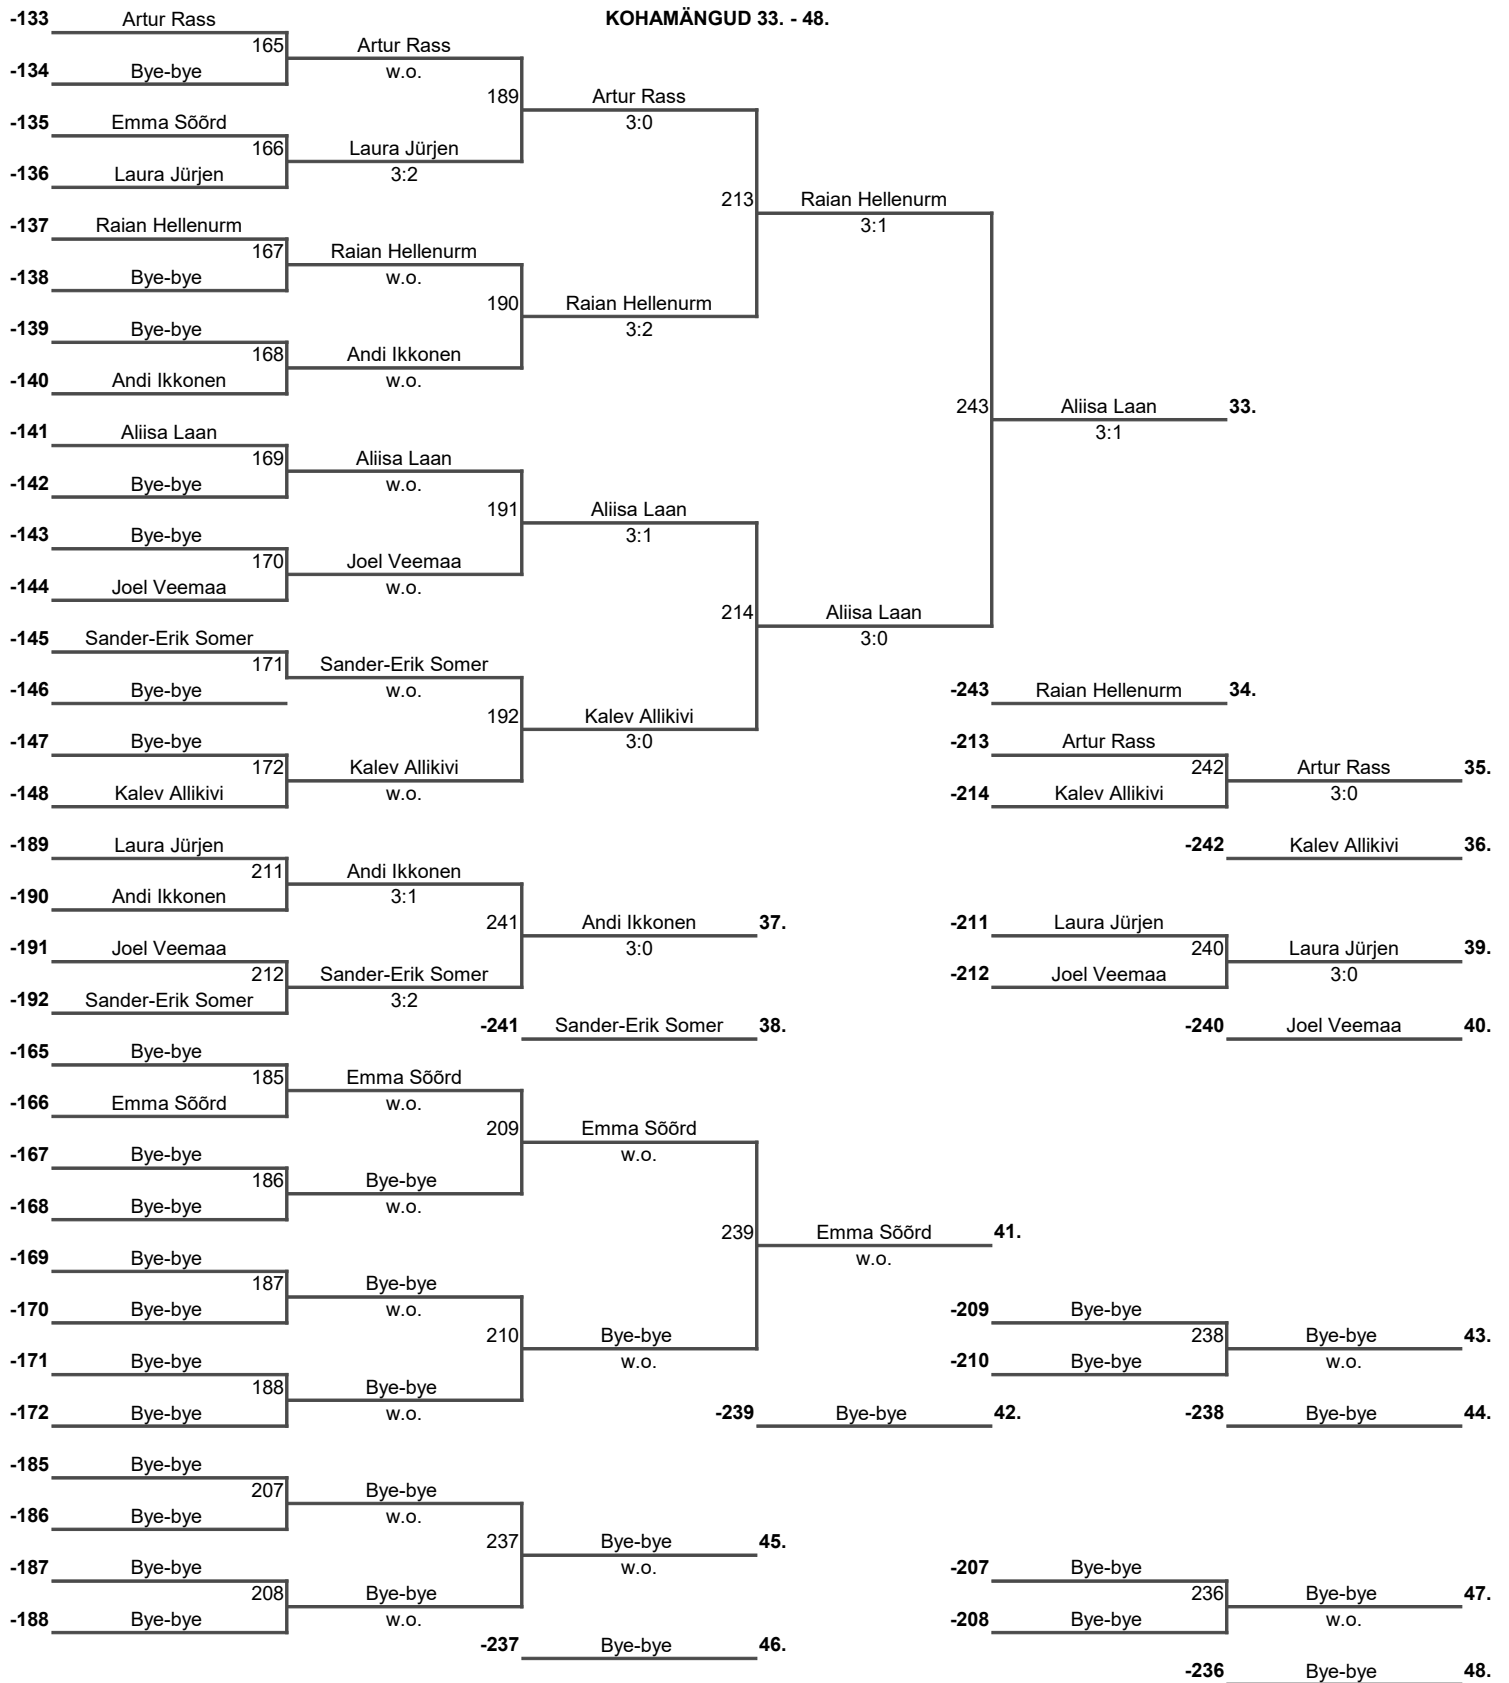 -133 Artur Rass KOHAMÄNGUD 33. - 48.
165 Artur Rass
-134 Bye-bye w.o.
189 Artur Rass
-135 Emma Sõõrd 3:0
166 Laura Jürjen
-136 Laura Jürjen 3:2
213 Raian Hellenurm
-137 Raian Hellenurm 3:1
167 Raian Hellenurm
-138 Bye-bye w.o.
190 Raian Hellenurm
-139 Bye-bye 3:2
168 Andi Ikkonen
-140 Andi Ikkonen w.o.
243 Aliisa Laan 33.
-141 Aliisa Laan 3:1
169 Aliisa Laan
-142 Bye-bye w.o.
191 Aliisa Laan
-143 Bye-bye 3:1
170 Joel Veemaa
-144 Joel Veemaa w.o.
214 Aliisa Laan
-145 Sander-Erik Somer 3:0
171 Sander-Erik Somer
-146 Bye-bye w.o. -243 Raian Hellenurm 34.
192 Kalev Allikivi
-147 Bye-bye 3:0 -213 Artur Rass
172 Kalev Allikivi 242 Artur Rass 35.
-148 Kalev Allikivi w.o. -214 Kalev Allikivi 3:0
-189 Laura Jürjen -242 Kalev Allikivi 36.
211 Andi Ikkonen
-190 Andi Ikkonen 3:1
241 Andi Ikkonen 37. -211 Laura Jürjen
-191 Joel Veemaa 3:0 240 Laura Jürjen 39.
212 Sander-Erik Somer -212 Joel Veemaa 3:0
-192 Sander-Erik Somer 3:2
-241 Sander-Erik Somer 38. -240 Joel Veemaa 40.
-165 Bye-bye
185 Emma Sõõrd
-166 Emma Sõõrd w.o.
209 Emma Sõõrd
-167 Bye-bye w.o.
186 Bye-bye
-168 Bye-bye w.o.
239 Emma Sõõrd 41.
-169 Bye-bye w.o.
187 Bye-bye
-170 Bye-bye w.o. -209 Bye-bye
210 Bye-bye 238 Bye-bye 43.
-171 Bye-bye w.o. -210 Bye-bye w.o.
188 Bye-bye
-172 Bye-bye w.o. -239 Bye-bye 42. -238 Bye-bye 44.
-185 Bye-bye
207 Bye-bye
-186 Bye-bye w.o.
237 Bye-bye 45.
-187 Bye-bye w.o. -207 Bye-bye
208 Bye-bye 236 Bye-bye 47.
-188 Bye-bye w.o. -208 Bye-bye w.o.
-237 Bye-bye 46.
-236 Bye-bye 48.